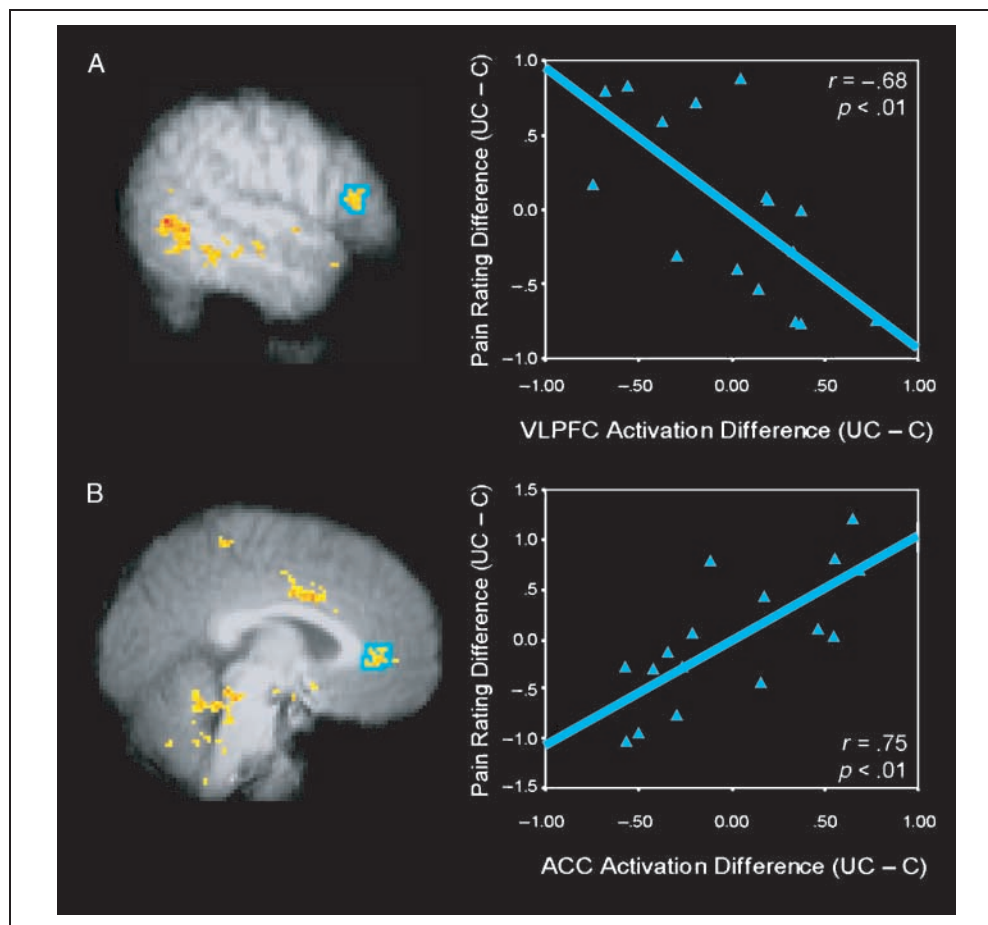 A
Pain Rating Difference (UC – C)
1.0
.5
0.0
–.5
–1.0
r = –.68
p < .01
–1.00
–.50
0.00
.50
1.00
VLPFC Activation Difference (UC – C)
B
Pain Rating Difference (UC – C)
1.5
1.0
.5
0.0
–.5
–1.0
–1.5
r = .75
p < .01
–1.00
–.50
0.00
.50
1.00
ACC Activation Difference (UC – C)